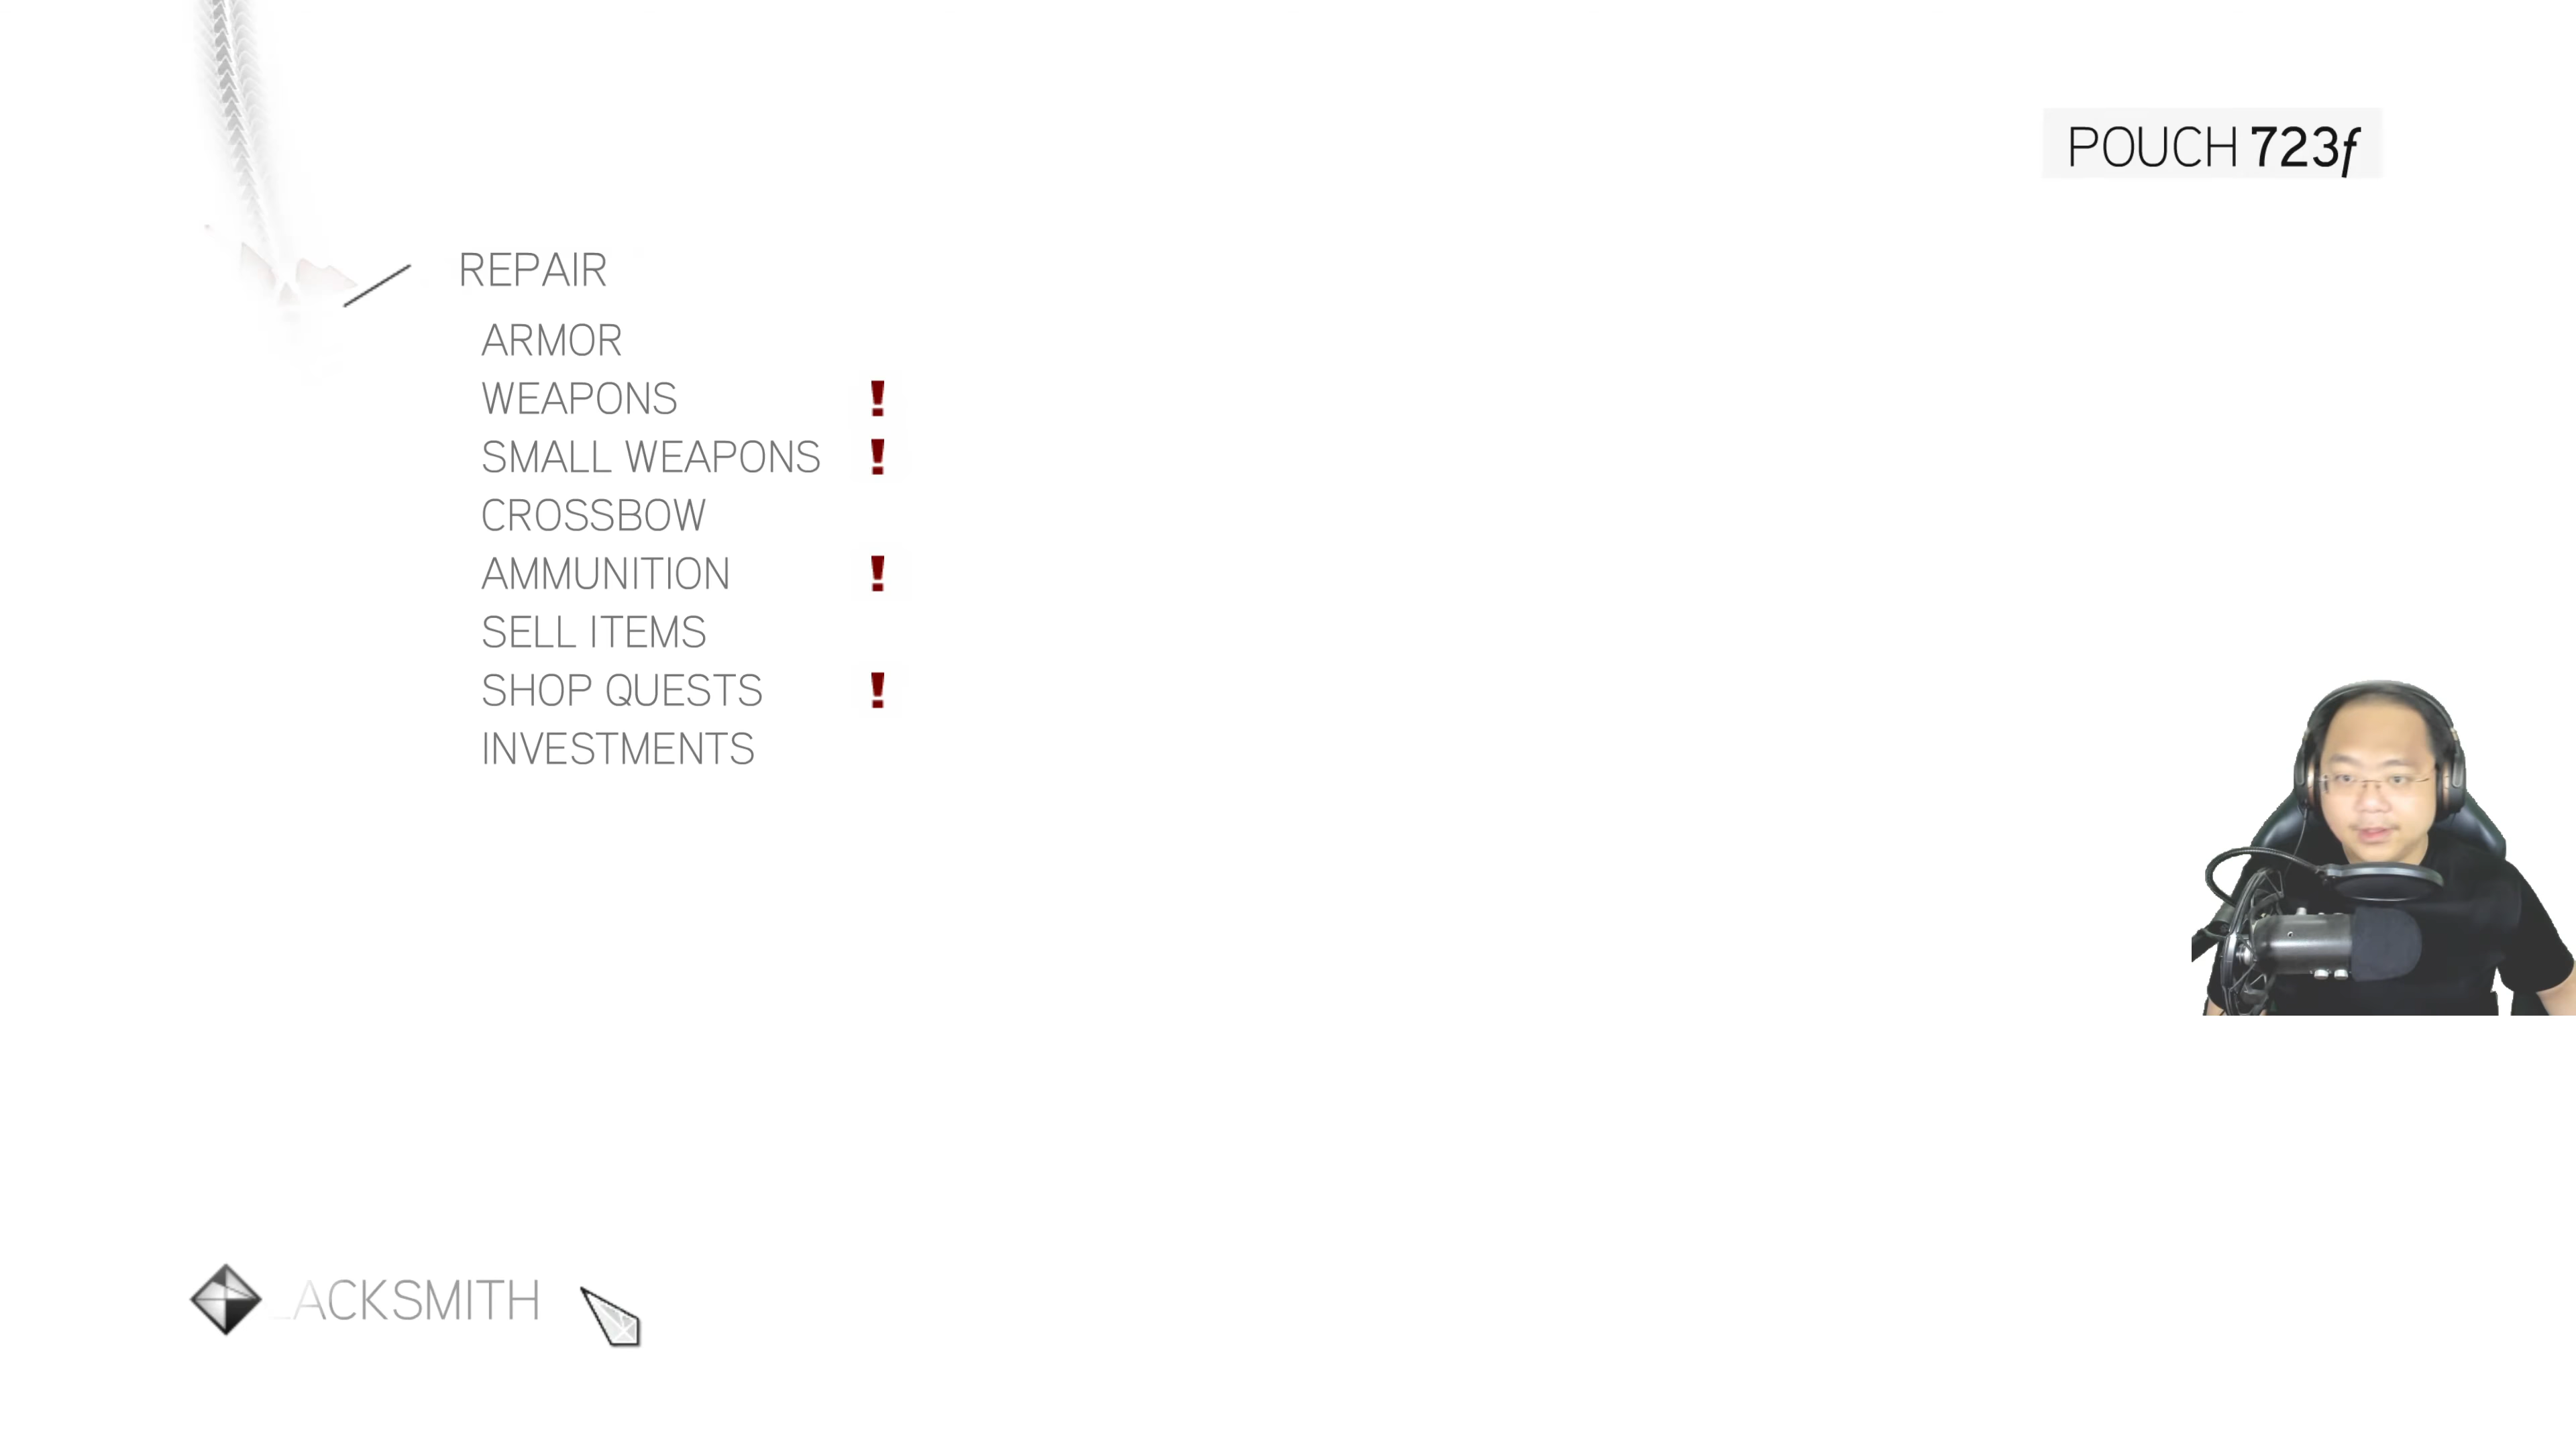 POUCH 723f
REPAIR
ARMOR
WEAPONS !
SMALL WEAPONS !
CROSSBOW
AMMUNITION !
SELL ITEMS
SHOP QUESTS !
INVESTMENTS
ACKSMITH